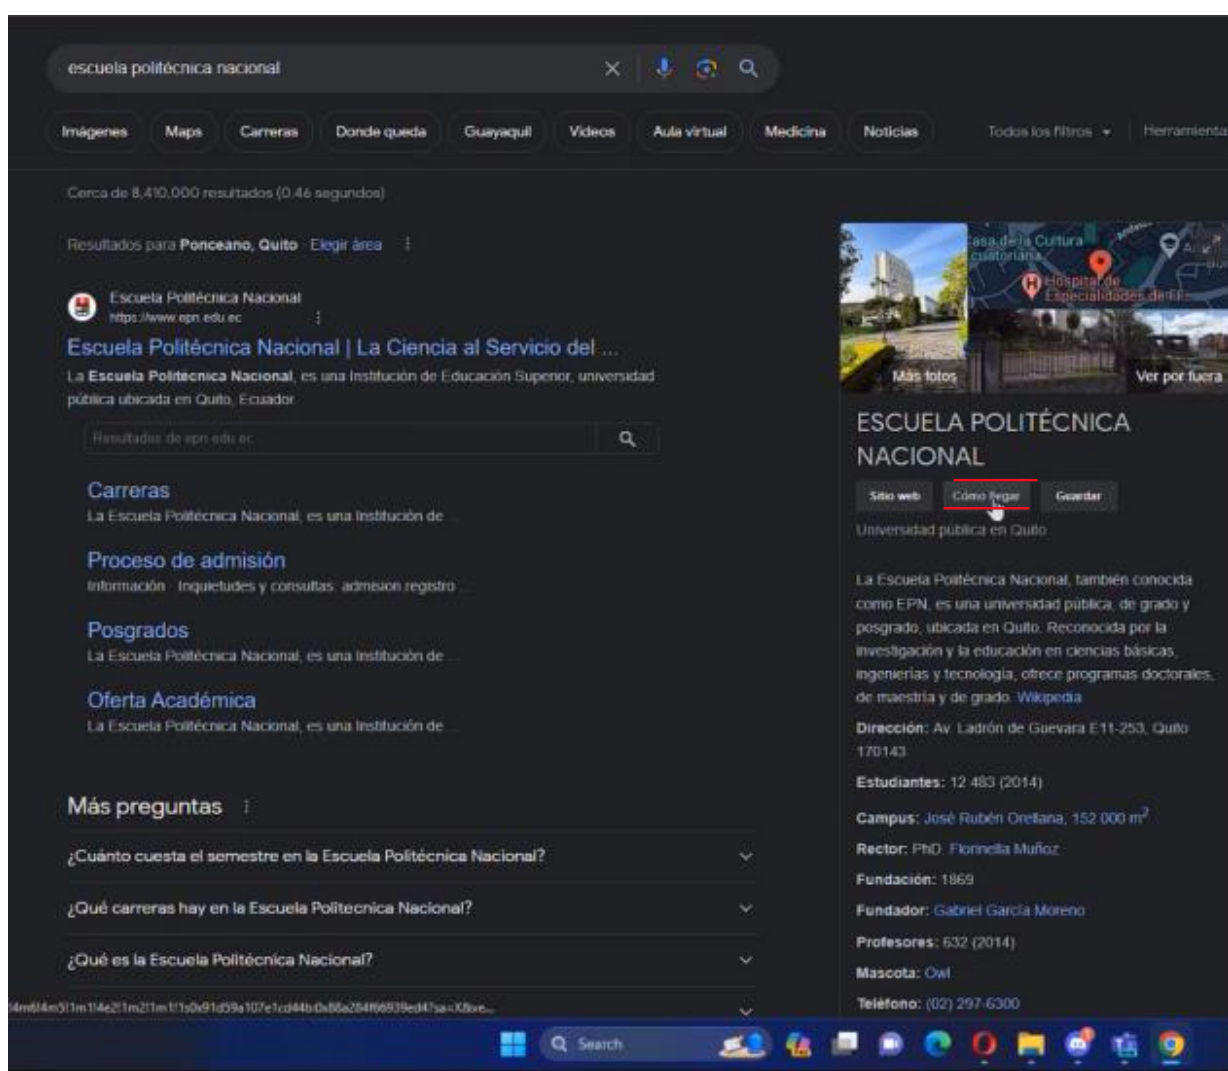 escuela politécnica nacional
Imágenes Maps Carreras Donde queda Guayaquil Videos Aula virtual Medicina Noticias Todos los filtros Herramienta
Cerca de 8,410,000 resultados (0.46 segundos)
Resultados para Ponceano, Quito · Elegir área
Escuela Politécnica Nacional
https://www.epn.edu.ec
Escuela Politécnica Nacional | La Ciencia al Servicio del ...
La Escuela Politecnica Nacional, es una Institución de Educación Superior, universidad
pública ubicada en Quito, Ecuador.
Resultados de epn.edu.ec
Carreras
La Escuela Politécnica Nacional, es una Institución de ...
Proceso de admisión
Información · Inquietudes y consultas: admision.registro ...
Posgrados
La Escuela Politécnica Nacional, es una Institución de ...
Oferta Académica
La Escuela Politécnica Nacional, es una Institución de ...
Más preguntas
¿Cuánto cuesta el semestre en la Escuela Politécnica Nacional?
¿Qué carreras hay en la Escuela Politecnica Nacional?
¿Qué es la Escuela Politécnica Nacional?
asa de la Cultura
cuatoriana
Hospital de
Especialidades de
Más fotos
Ver por fuera
ESCUELA POLITÉCNICA
NACIONAL
Sitio web Cómo llegar Guardar
Universidad pública en Quito
La Escuela Politécnica Nacional, también conocida
como EPN, es una universidad pública, de grado y
posgrado, ubicada en Quito. Reconocida por la
investigación y la educación en ciencias básicas,
ingenierías y tecnología, ofrece programas doctorales,
de maestría y de grado. Wikipedia
Dirección: Av. Ladrón de Guevara E11-253, Quito
170143
Estudiantes: 12 483 (2014)
Campus: José Rubén Orellana, 152 000 m²
Rector: PhD. Florinella Muñoz
Fundación: 1869
Fundador: Gabriel García Moreno
Profesores: 632 (2014)
Mascota: Owl
Teléfono: (02) 297-6300
Search